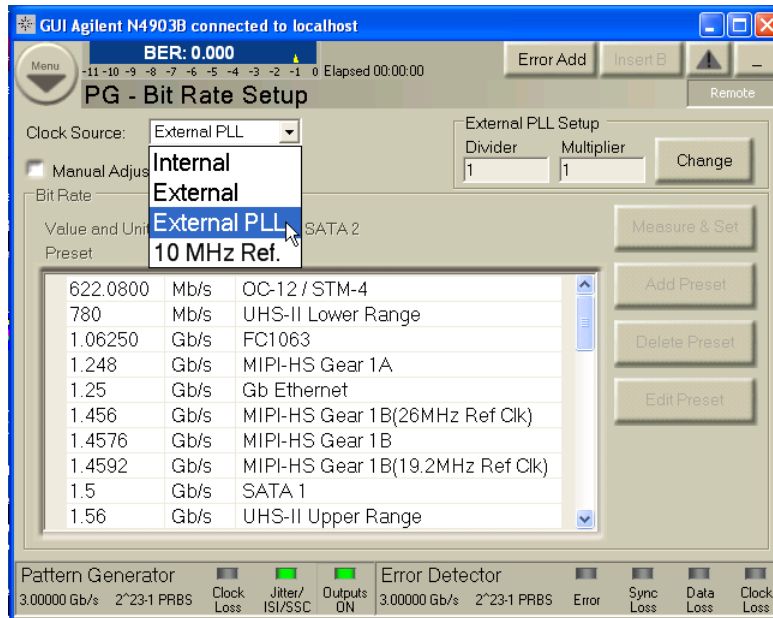 GUI Agilent N4903B connected to localhost
Menu
BER: 0.000
-11 -10 -9 -8 -7 -6 -5 -4 -3 -2 -1 0 Elapsed 00:00:00
Error Add
Insert B
PG - Bit Rate Setup
Remote
Clock Source: External PLL
Internal
External
External PLL
10 MHz Ref.
External PLL Setup
Divider Multiplier
1 1
Change
Manual Adjus
Bit Rate
Value and Unit SATA 2
Preset
Measure & Set
Add Preset
Delete Preset
Edit Preset
622.0800 Mb/s OC-12 / STM-4
780 Mb/s UHS-II Lower Range
1.06250 Gb/s FC1063
1.248 Gb/s MIPI-HS Gear 1A
1.25 Gb/s Gb Ethernet
1.456 Gb/s MIPI-HS Gear 1B(26MHz Ref Clk)
1.4576 Gb/s MIPI-HS Gear 1B
1.4592 Gb/s MIPI-HS Gear 1B(19.2MHz Ref Clk)
1.5 Gb/s SATA 1
1.56 Gb/s UHS-II Upper Range
Pattern Generator
3.00000 Gb/s 2^23-1 PRBS
Clock
Loss
Jitter/
ISI/SSC
Outputs
ON
Error Detector
3.00000 Gb/s 2^23-1 PRBS
Error
Sync
Loss
Data
Loss
Clock
Loss